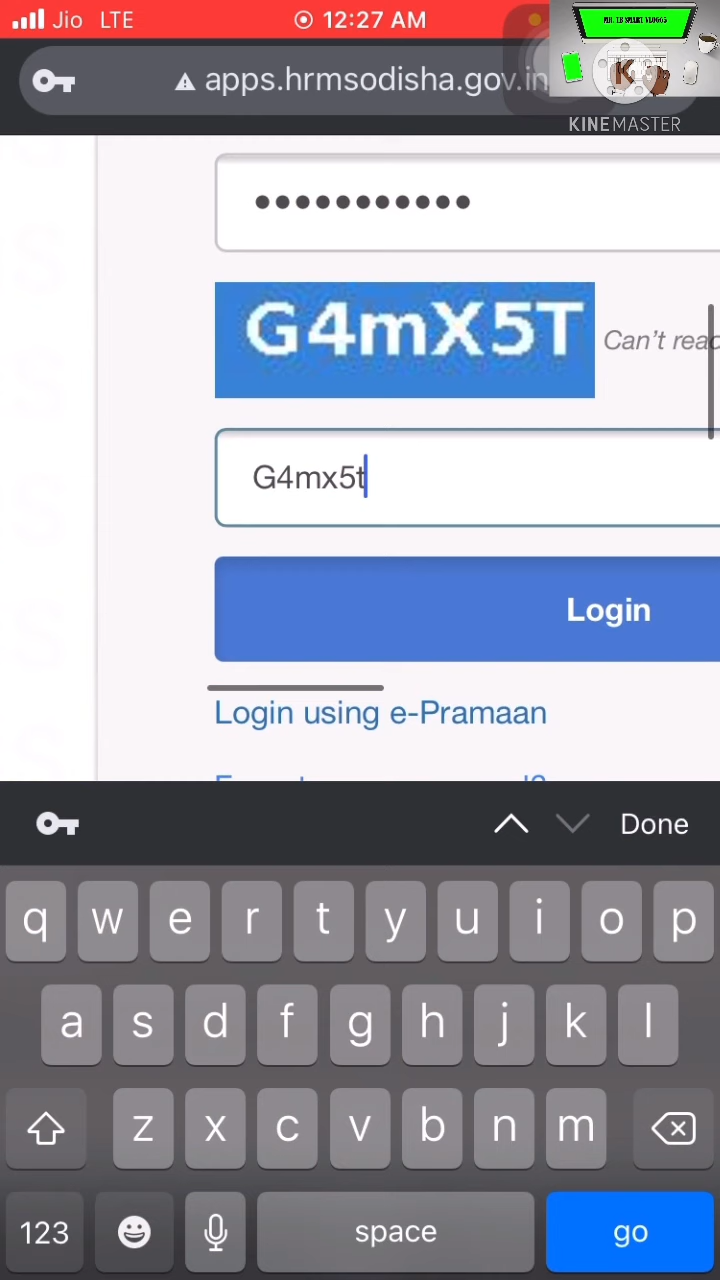 Jio LTE 12:27 AM
apps.hrmsodisha.gov.in
KINEMASTER
•••••••••••
G4mX5T Can't read
G4mx5t
Login
Login using e-Pramaan
Done
q w e r t y u i o p
a s d f g h j k l
z x c v b n m
123 space go